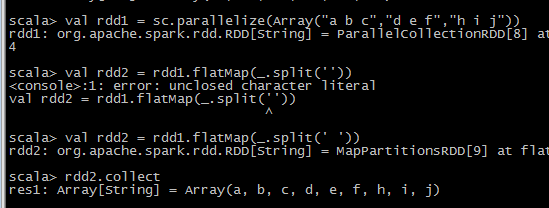 scala> val rdd1 = sc.parallelize(Array("a b c","d e f","h i j"))
rdd1: org.apache.spark.rdd.RDD[String] = ParallelCollectionRDD[8] at
4
scala> val rdd2 = rdd1.flatMap(_.split(''))
<console>:1: error: unclosed character literal
val rdd2 = rdd1.flatMap(_.split(''))
^
scala> val rdd2 = rdd1.flatMap(_.split(' '))
rdd2: org.apache.spark.rdd.RDD[String] = MapPartitionsRDD[9] at flat
scala> rdd2.collect
res1: Array[String] = Array(a, b, c, d, e, f, h, i, j)